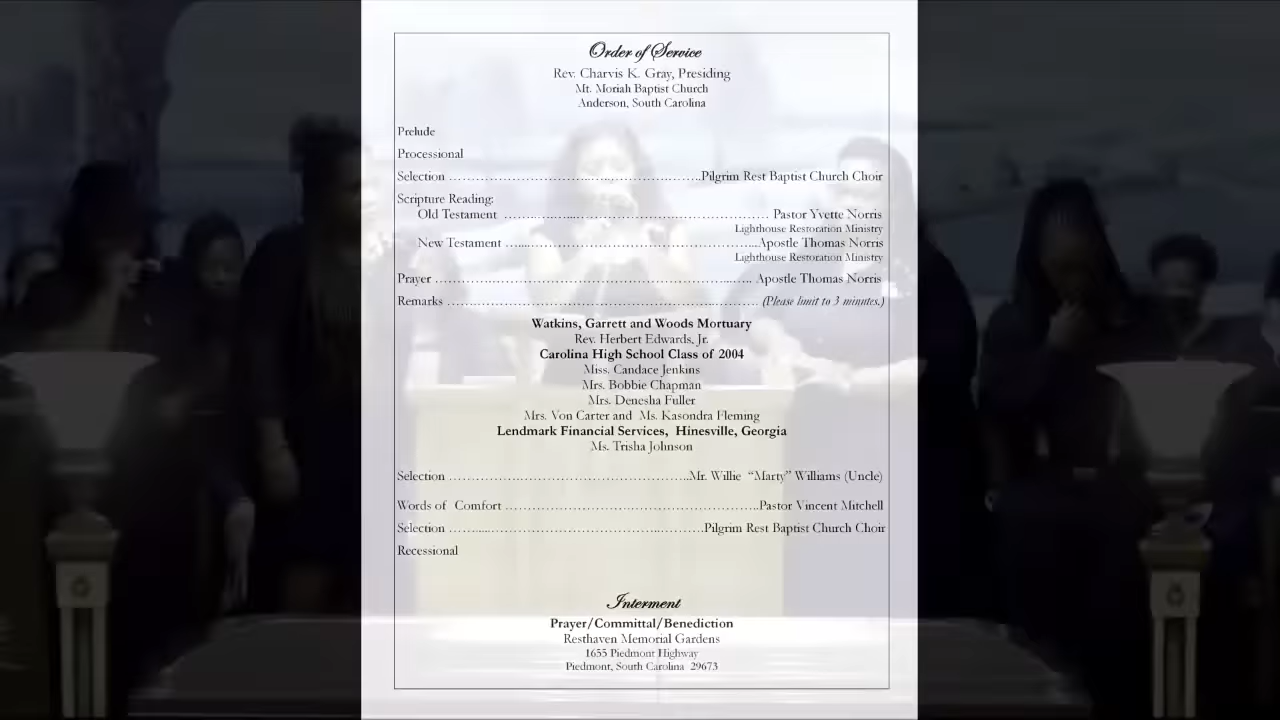 Order of Service
Rev. Charvis K. Gray, Presiding
Mt. Moriah Baptist Church
Anderson, South Carolina
Prelude
Processional
Selection ……………………………………………Pilgrim Rest Baptist Church Choir
Scripture Reading:
Old Testament ……………………………………………… Pastor Yvette Norris
Lighthouse Restoration Ministry
New Testament ……………………………………………Apostle Thomas Norris
Lighthouse Restoration Ministry
Prayer ………………………………………………………… Apostle Thomas Norris
Remarks ……………………………………………………… (Please limit to 3 minutes.)
Watkins, Garrett and Woods Mortuary
Rev. Herbert Edwards, Jr.
Carolina High School Class of 2004
Miss. Candace Jenkins
Mrs. Bobbie Chapman
Mrs. Denesha Fuller
Mrs. Von Carter and Ms. Kasondra Fleming
Lendmark Financial Services, Hinesville, Georgia
Ms. Trisha Johnson
Selection ……………………………………………Mr. Willie “Marty” Williams (Uncle)
Words of Comfort ……………………………………………Pastor Vincent Mitchell
Selection ……………………………………………Pilgrim Rest Baptist Church Choir
Recessional
Interment
Prayer/Committal/Benediction
Resthaven Memorial Gardens
1655 Piedmont Highway
Piedmont, South Carolina 29673